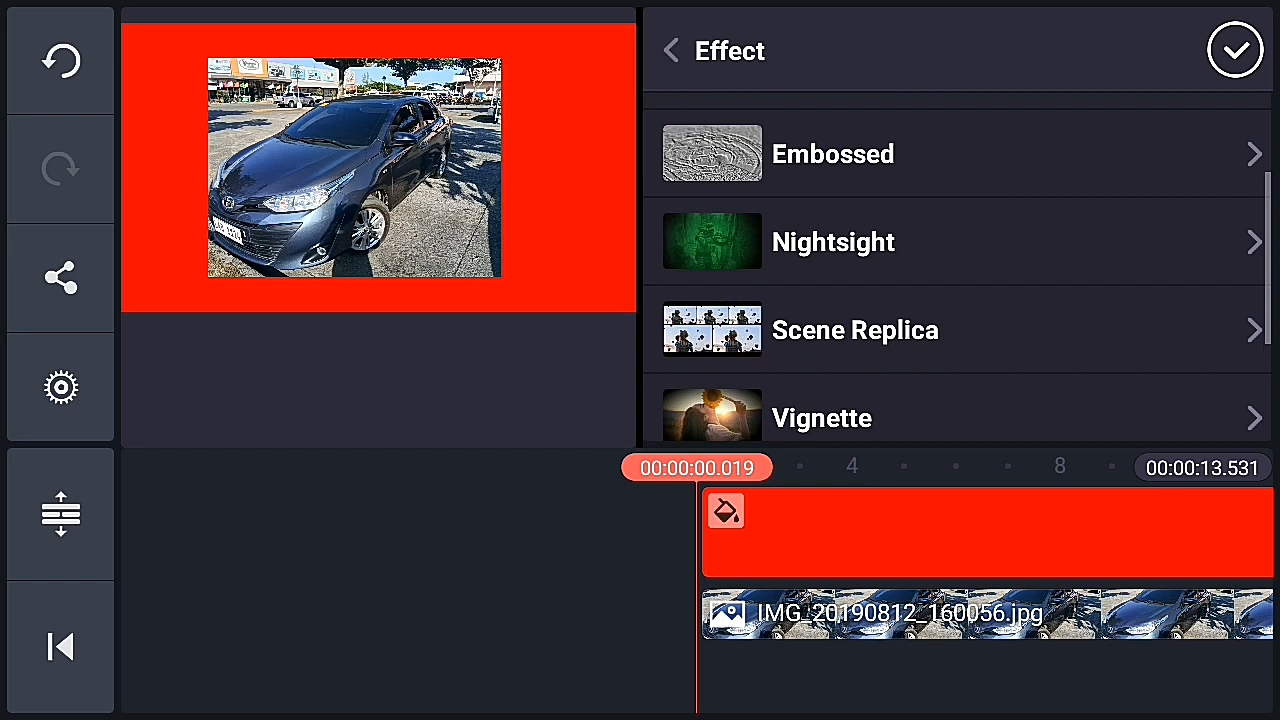 Effect
Embossed
Nightsight
Scene Replica
Vignette
00:00:00.019
4
8
00:00:13.531
IMG_20190812_160056.jpg